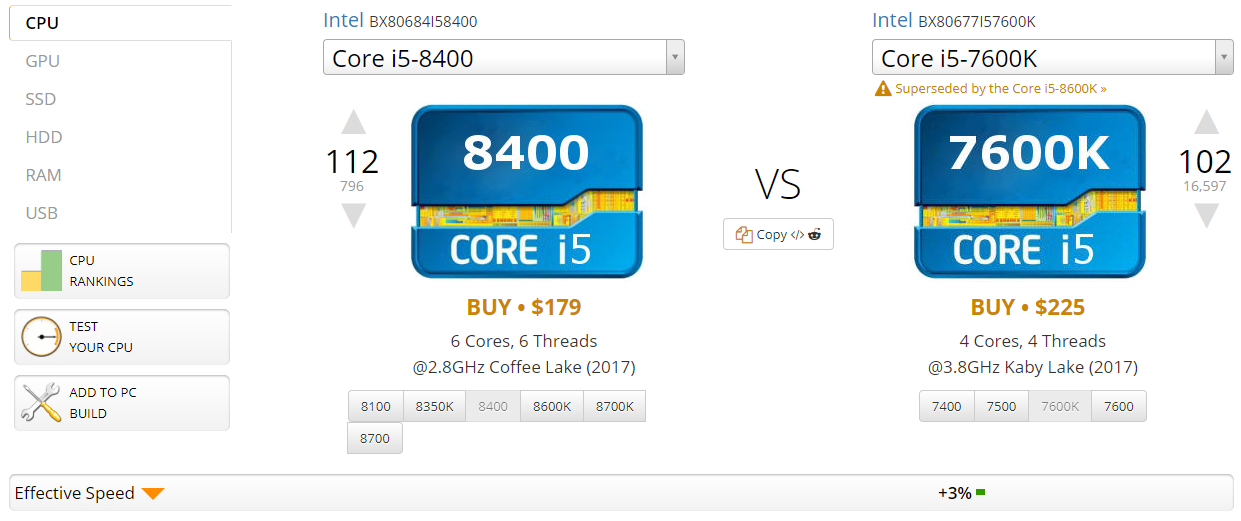 CPU
GPU
SSD
HDD
RAM
USB
CPU
RANKINGS
TEST
YOUR CPU
ADD TO PC
BUILD
Intel BX80684I58400
Core i5-8400
112
796
8400
CORE i5
BUY • $179
6 Cores, 6 Threads
@2.8GHz Coffee Lake (2017)
8100 8350K 8400 8600K 8700K
8700
VS
Copy </>
Intel BX80677I57600K
Core i5-7600K
Superseded by the Core i5-8600K »
102
16,597
7600K
CORE i5
BUY • $225
4 Cores, 4 Threads
@3.8GHz Kaby Lake (2017)
7400 7500 7600K 7600
Effective Speed +3%